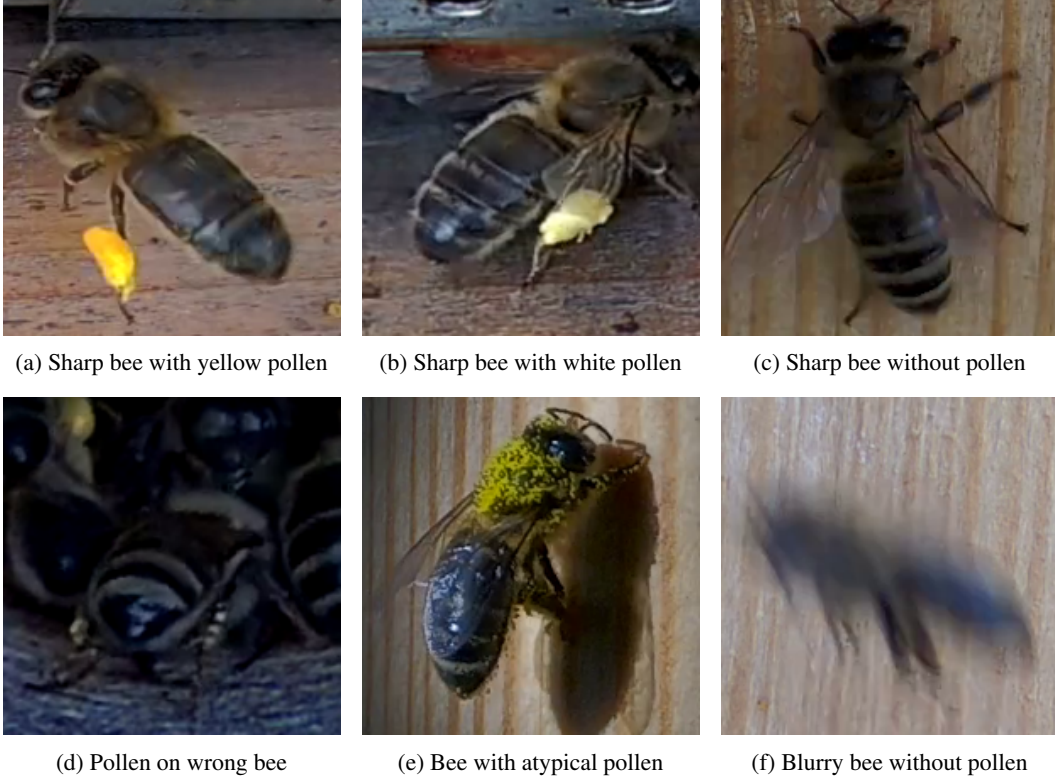 (a) Sharp bee with yellow pollen
(b) Sharp bee with white pollen
(c) Sharp bee without pollen
(d) Pollen on wrong bee
(e) Bee with atypical pollen
(f) Blurry bee without pollen